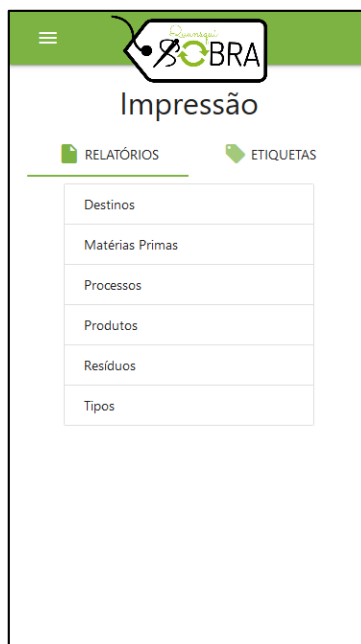 SOBRA
Impressão
RELATÓRIOS
ETIQUETAS
Destinos
Matérias Primas
Processos
Produtos
Resíduos
Tipos